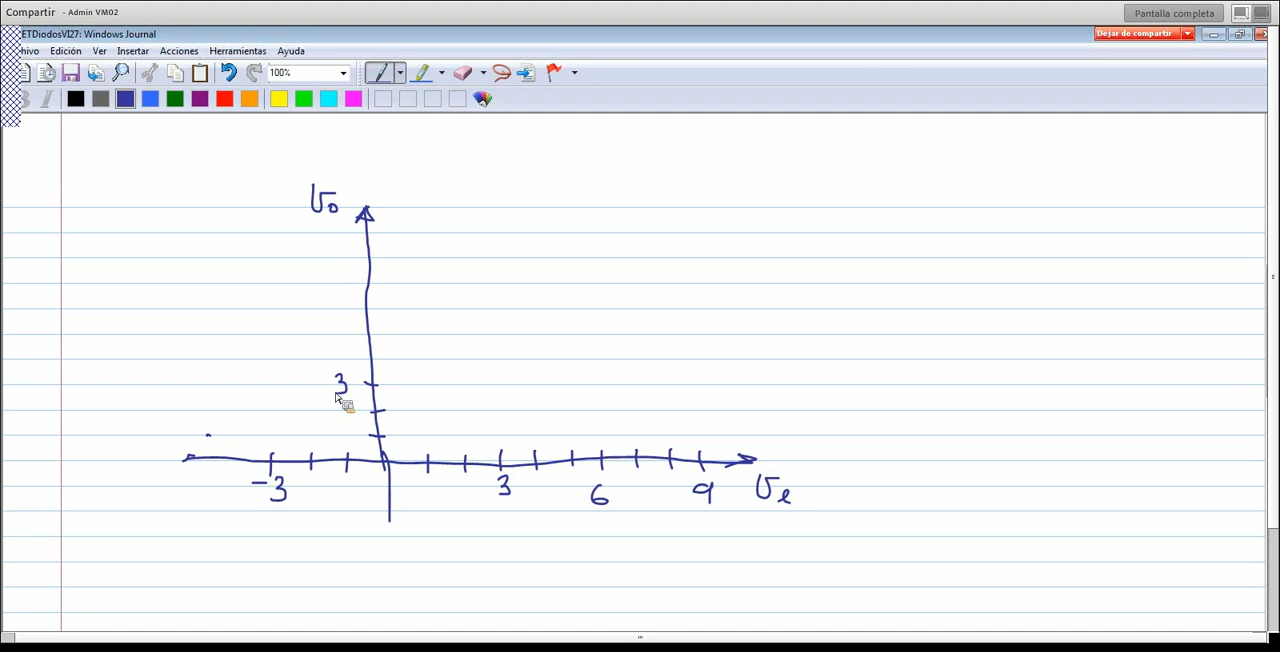 Compartir - Admin VM02
Pantalla completa
ETDiodosVI27: Windows Journal
Dejar de compartir
hivo Edición Ver Insertar Acciones Herramientas Ayuda
100%
Vo
3
-3 3 6 9 Ve